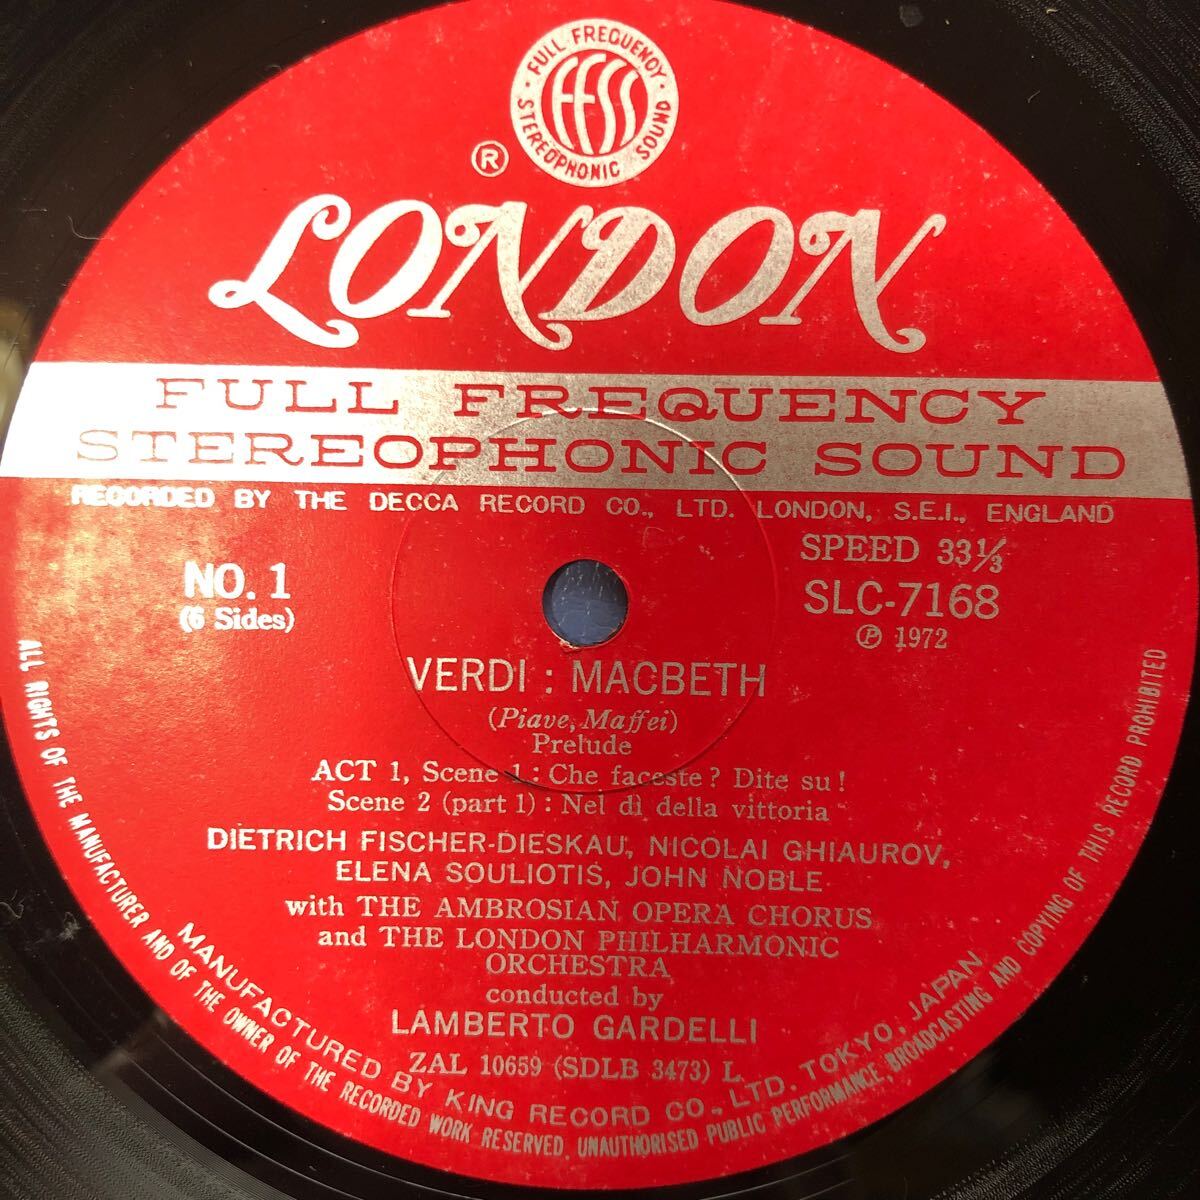 FULL FREQUENCY
STEREOPHONIC SOUND
FFSS
®
LONDON
FULL FREQUENCY
STEREOPHONIC SOUND
RECORDED BY THE DECCA RECORD CO., LTD. LONDON, S.E.I., ENGLAND
NO. 1
(6 Sides)
SPEED 33⅓
SLC-7168
Ⓟ 1972
VERDI : MACBETH
(Piave, Maffei)
Prelude
ACT 1, Scene 1 : Che faceste? Dite su!
Scene 2 (part 1) : Nel dì della vittoria
DIETRICH FISCHER-DIESKAU, NICOLAI GHIAUROV,
ELENA SOULIOTIS, JOHN NOBLE
with THE AMBROSIAN OPERA CHORUS
and THE LONDON PHILHARMONIC
ORCHESTRA
conducted by
LAMBERTO GARDELLI
ZAL 10659 (SDLB 3473) L
MANUFACTURED BY KING RECORD CO., LTD. TOKYO, JAPAN
ALL RIGHTS OF THE MANUFACTURER AND OF THE OWNER OF THE RECORDED WORK RESERVED. UNAUTHORISED PUBLIC PERFORMANCE, BROADCASTING AND COPYING OF THIS RECORD PROHIBITED